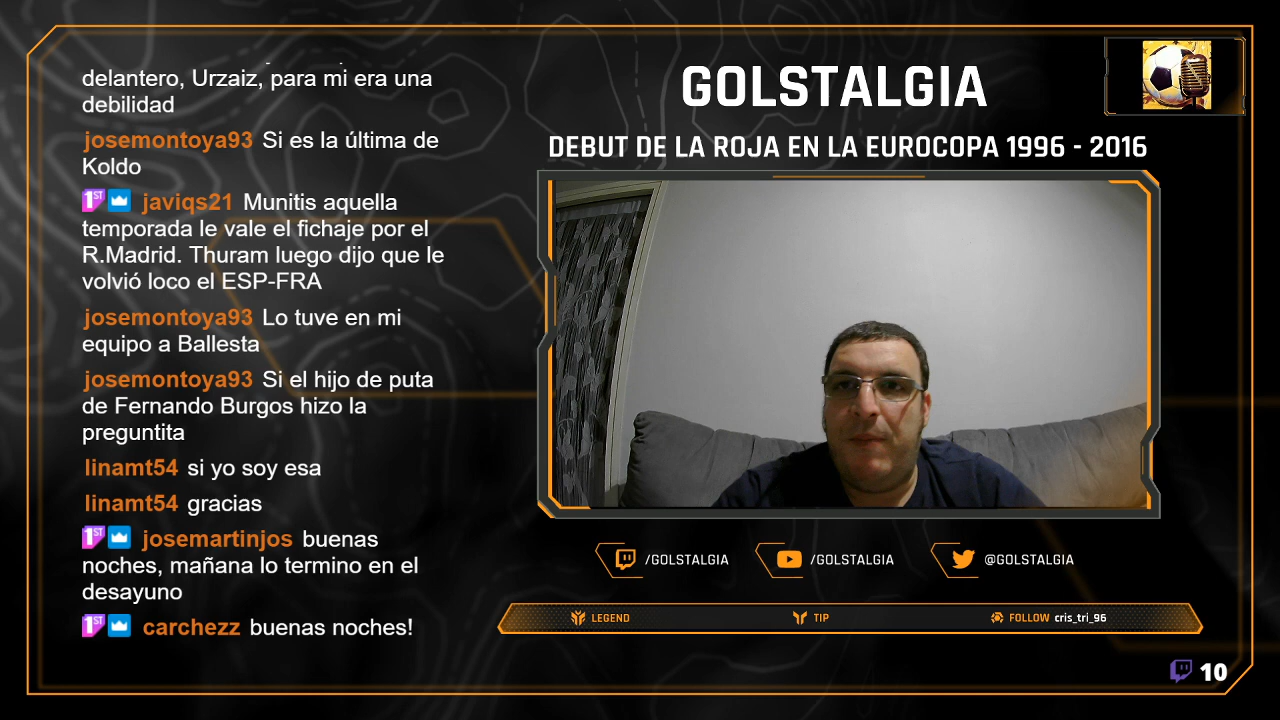 delantero, Urzaiz, para mi era una
debilidad
josemontoya93 Si es la última de
Koldo
1ST javiqs21 Munitis aquella
temporada le vale el fichaje por el
R.Madrid. Thuram luego dijo que le
volvió loco el ESP-FRA
josemontoya93 Lo tuve en mi
equipo a Ballesta
josemontoya93 Si el hijo de puta
de Fernando Burgos hizo la
preguntita
linamt54 si yo soy esa
linamt54 gracias
1ST josemartinjos buenas
noches, mañana lo termino en el
desayuno
1ST carchezz buenas noches!
GOLSTALGIA
DEBUT DE LA ROJA EN LA EUROCOPA 1996 - 2016
/GOLSTALGIA
/GOLSTALGIA
@GOLSTALGIA
LEGEND
TIP
FOLLOW cris_tri_96
10